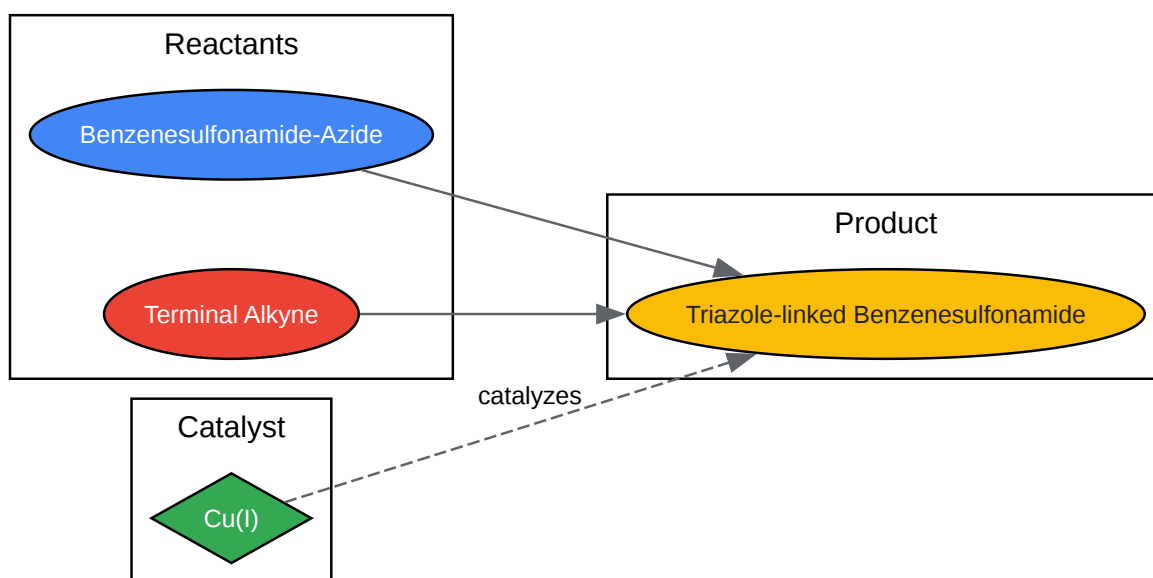 Reactants
Benzenesulfonamide-Azide
Terminal Alkyne
Product
Triazole-linked Benzenesulfonamide
catalyzes
Catalyst
Cu(I)